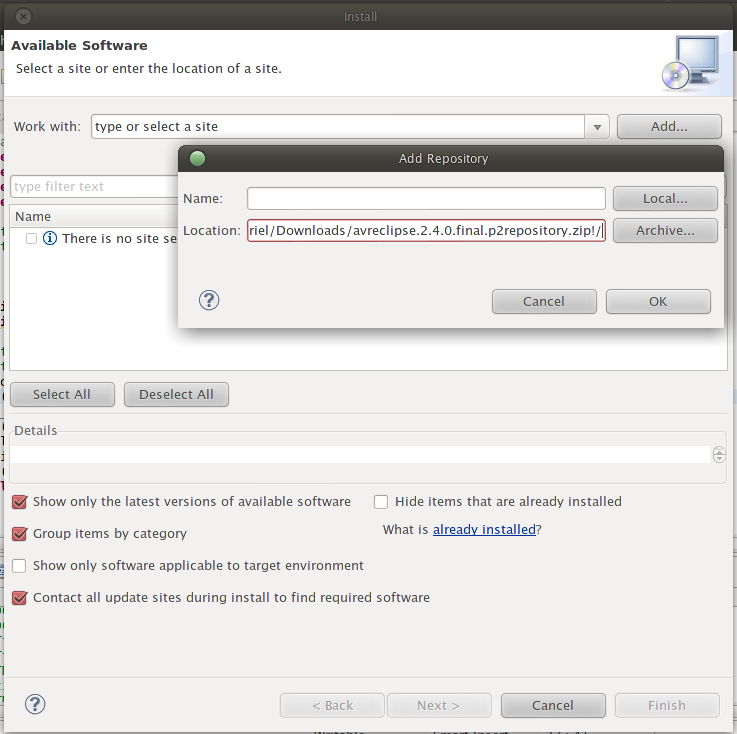 Install
Available Software
Select a site or enter the location of a site.
Work with: type or select a site Add...
Add Repository
type filter text
Name: Local...
Location: riel/Downloads/avreclipse.2.4.0.final.p2repository.zip!/ Archive...
Name
There is no site se
? Cancel OK
Select All Deselect All
Details
Show only the latest versions of available software Hide items that are already installed
Group items by category What is already installed?
Show only software applicable to target environment
Contact all update sites during install to find required software
? < Back Next > Cancel Finish